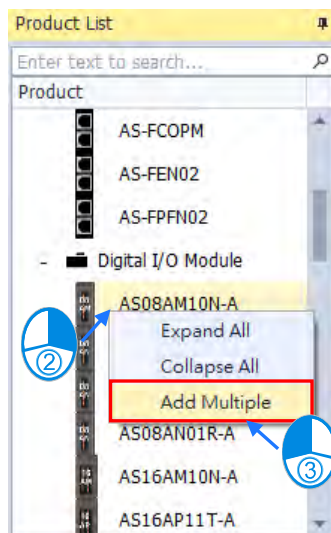 Product List
Enter text to search...
Product
AS-FCOPM
AS-FEN02
AS-FPFN02
- Digital I/O Module
AS08AM10N-A
Expand All
②
Collapse All
Add Multiple
AS08AN01R-A
③
AS16AM10N-A
AS16AP11T-A